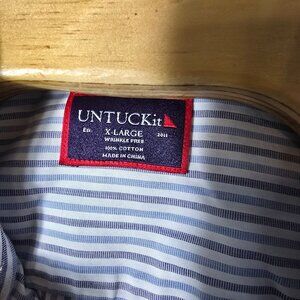 UNTUCKit
Est. X-LARGE 2011
WRINKLE FREE
100% COTTON
MADE IN CHINA